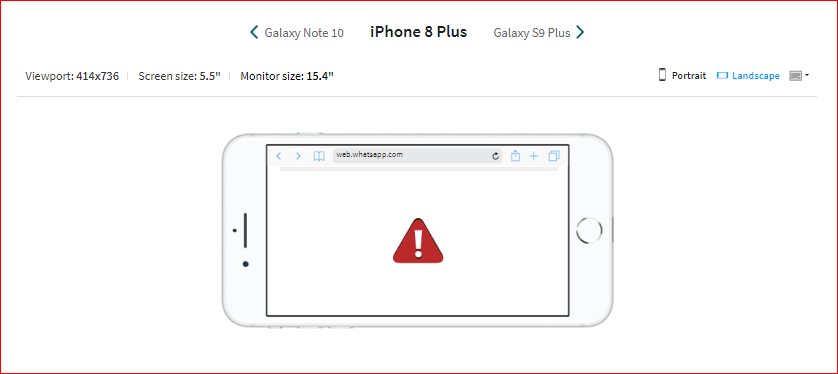 Galaxy Note 10 iPhone 8 Plus Galaxy S9 Plus
Viewport: 414x736 Screen size: 5.5" Monitor size: 15.4" Portrait Landscape
web.whatsapp.com